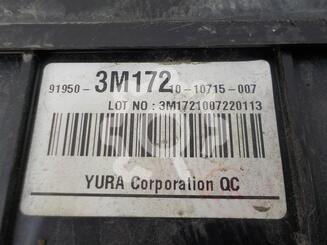 91950- 3M172 10-10715-007
LOT NO : 3M1721007220113
YURA Corporation QC